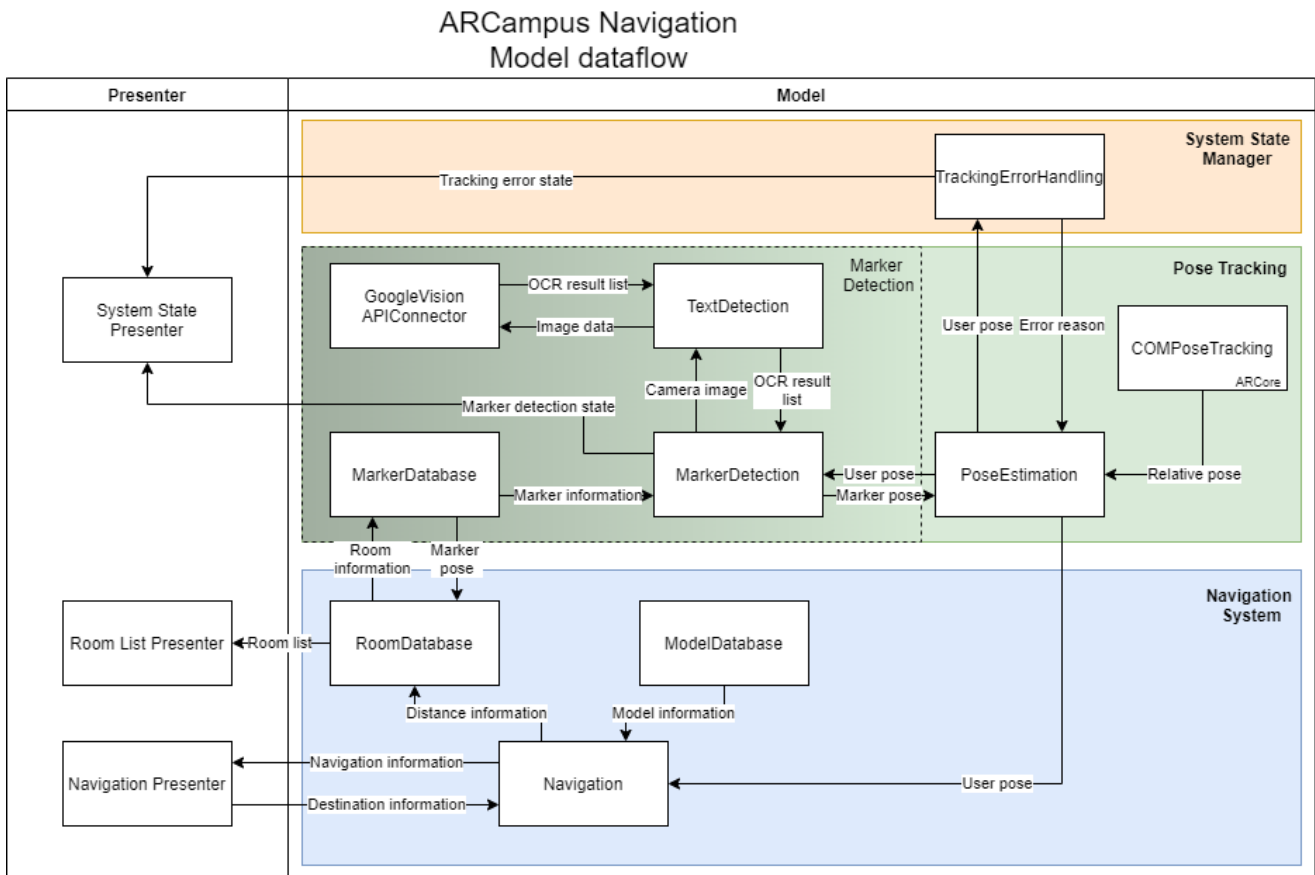 ARCampus Navigation
Model dataflow
Presenter
Model
System State
Manager
TrackingErrorHandling
Tracking error state
Marker
Detection
Pose Tracking
GoogleVision
APIConnector
OCR result list
Image data
TextDetection
System State
Presenter
User pose
Error reason
COMPoseTracking
ARCore
Camera image
OCR result
list
Marker detection state
MarkerDatabase
Marker information
MarkerDetection
User pose
Marker pose
PoseEstimation
Relative pose
Room
information
Marker
pose
Navigation
System
Room List Presenter
Room list
RoomDatabase
ModelDatabase
Distance information
Model information
Navigation Presenter
Navigation information
Destination information
Navigation
User pose